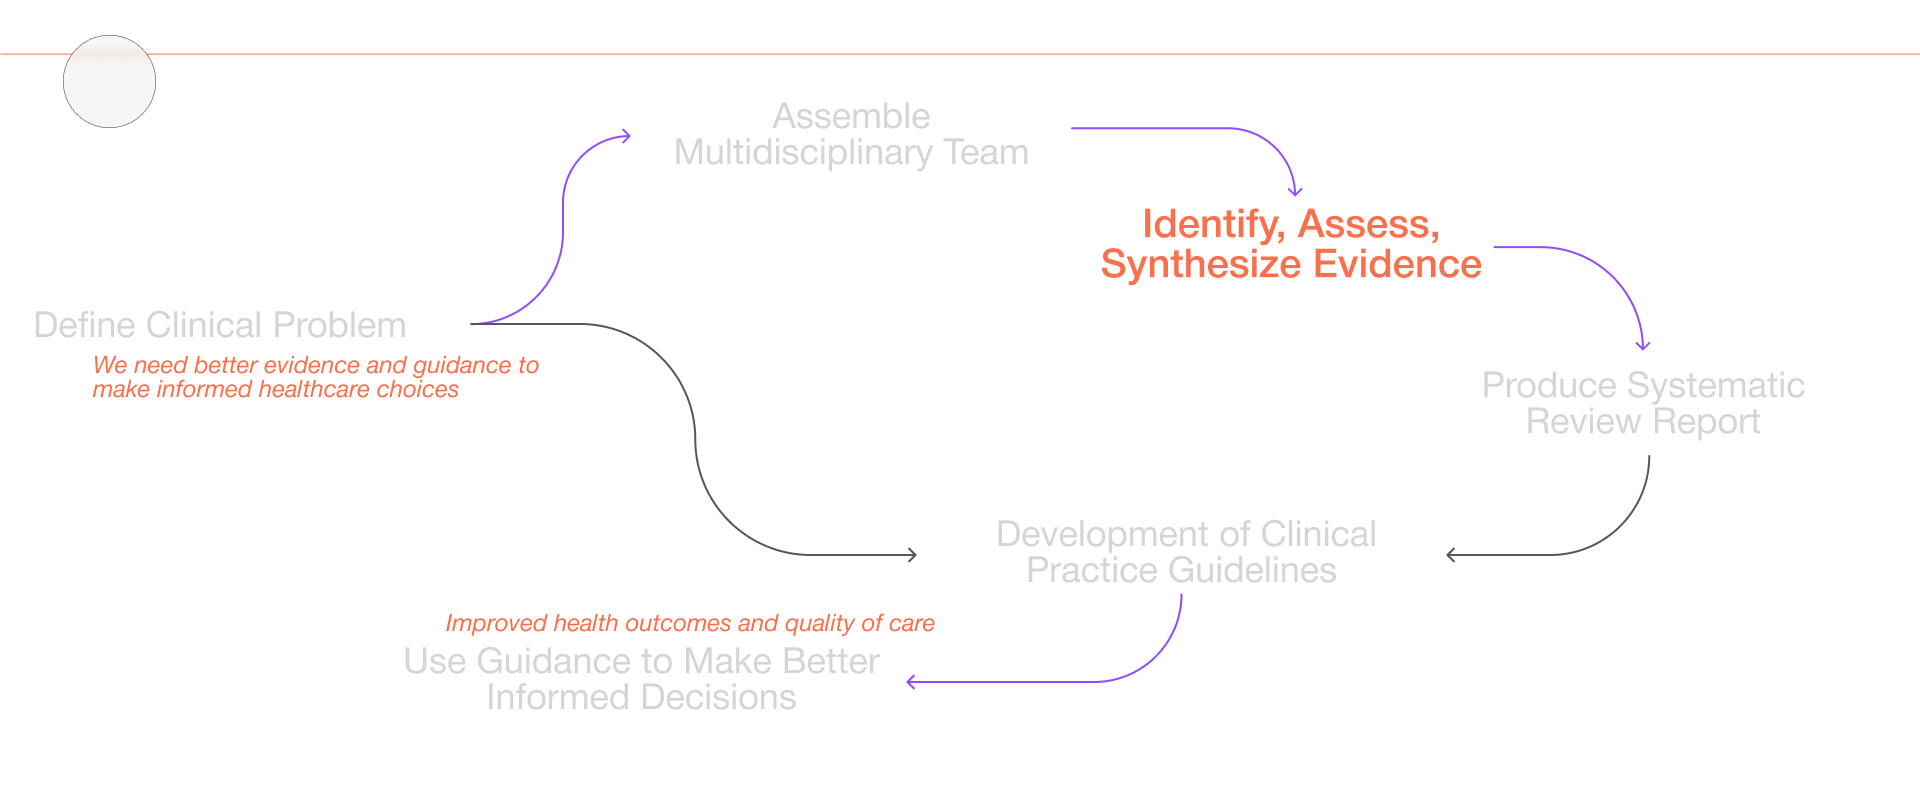 Assemble
Multidisciplinary Team
Identify, Assess,
Synthesize Evidence
Define Clinical Problem
We need better evidence and guidance to
make informed healthcare choices
Produce Systematic
Review Report
Development of Clinical
Practice Guidelines
Improved health outcomes and quality of care
Use Guidance to Make Better
Informed Decisions